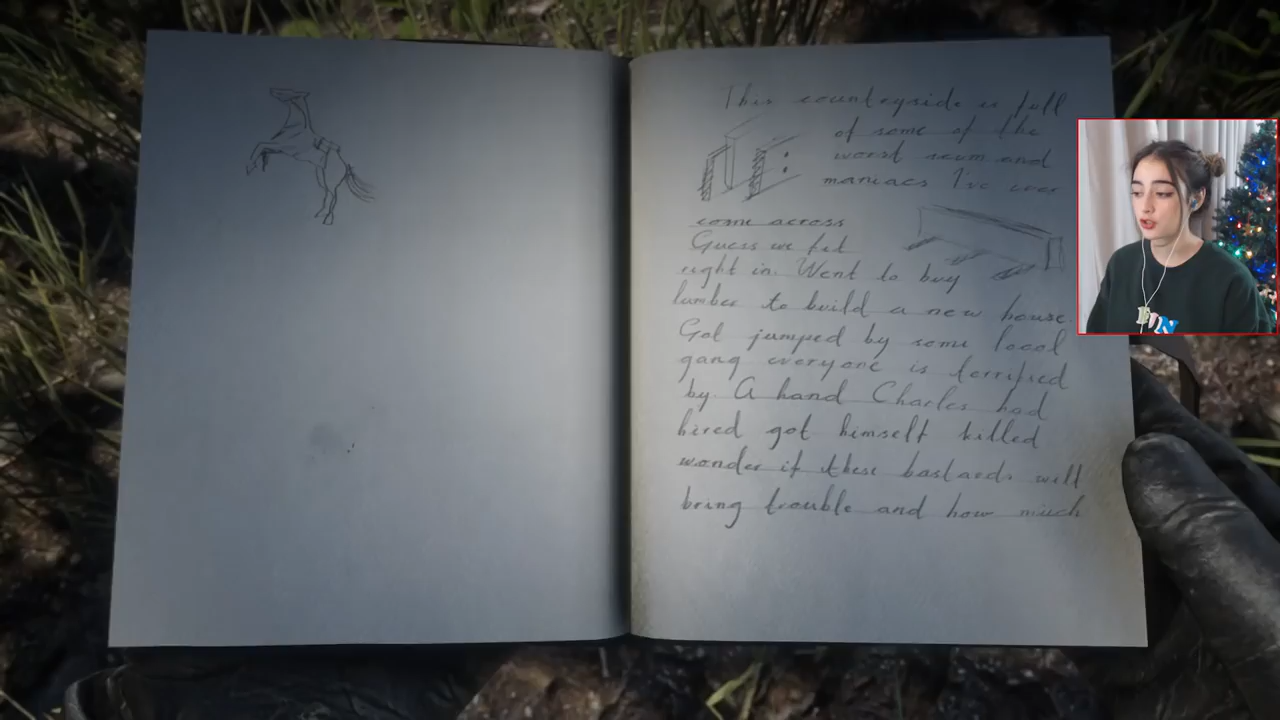 This countryside is full
of some of the
worst scum and
maniacs I've ever
come across
Guess we fit
right in. Went to buy
lumber to build a new house.
Got jumped by some local
gang everyone is terrified
by. A hand Charles had
hired got himself killed
wonder if these bastards will
bring trouble and how much